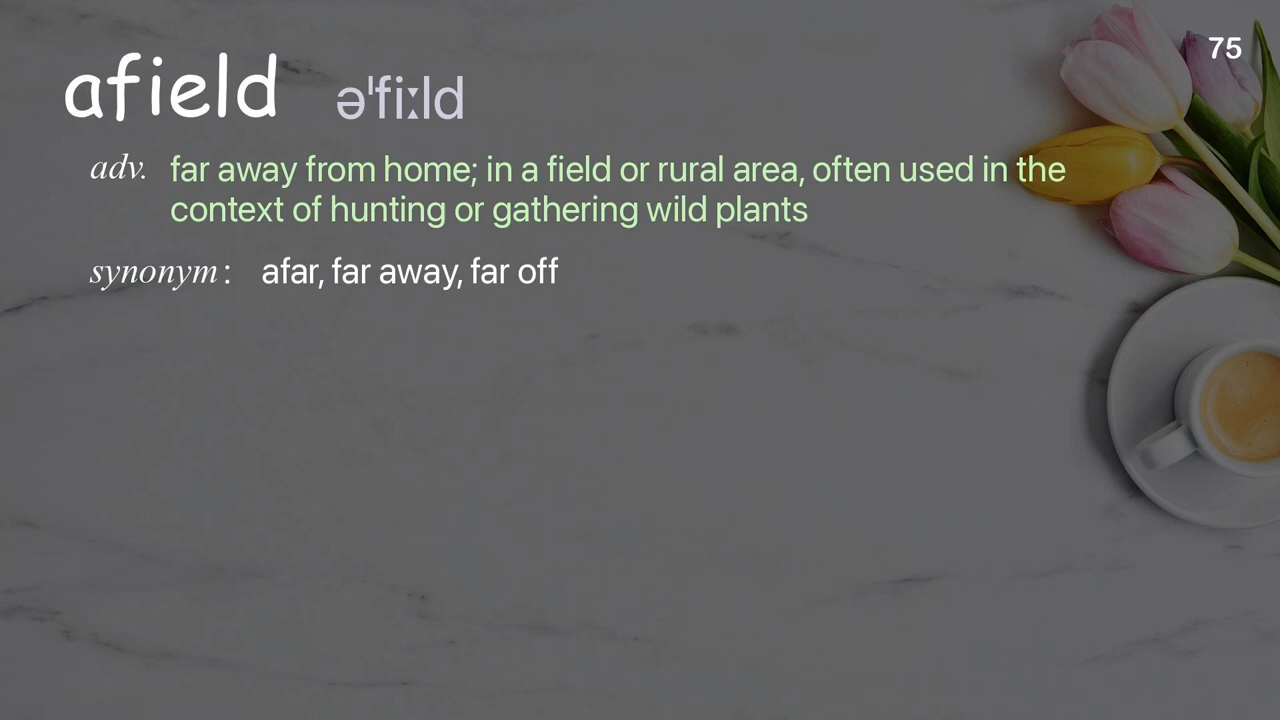 75
afield əˈfiːld
adv. far away from home; in a field or rural area, often used in the
context of hunting or gathering wild plants
synonym: afar, far away, far off